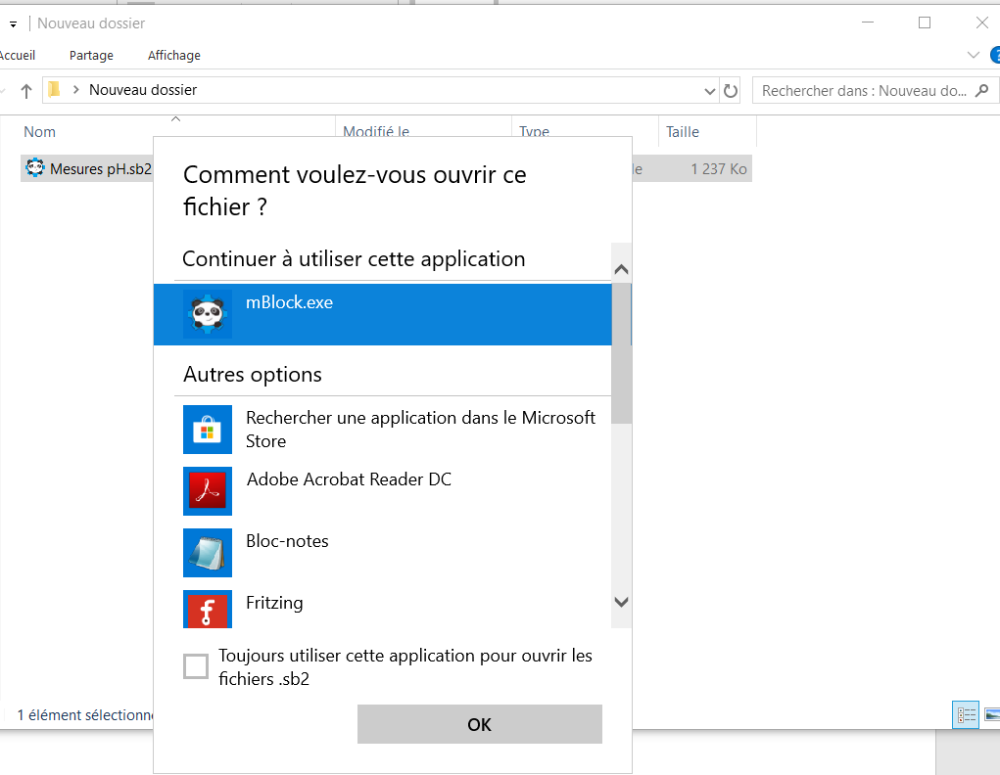 Nouveau dossier
Accueil Partage Affichage
Nouveau dossier
Rechercher dans : Nouveau do...
Nom Modifié le Type Taille
Mesures pH.sb2 le 1 237 Ko
Comment voulez-vous ouvrir ce
fichier ?
Continuer à utiliser cette application
mBlock.exe
Autres options
Rechercher une application dans le Microsoft
Store
Adobe Acrobat Reader DC
Bloc-notes
Fritzing
Toujours utiliser cette application pour ouvrir les
fichiers .sb2
OK
1 élément sélectionn